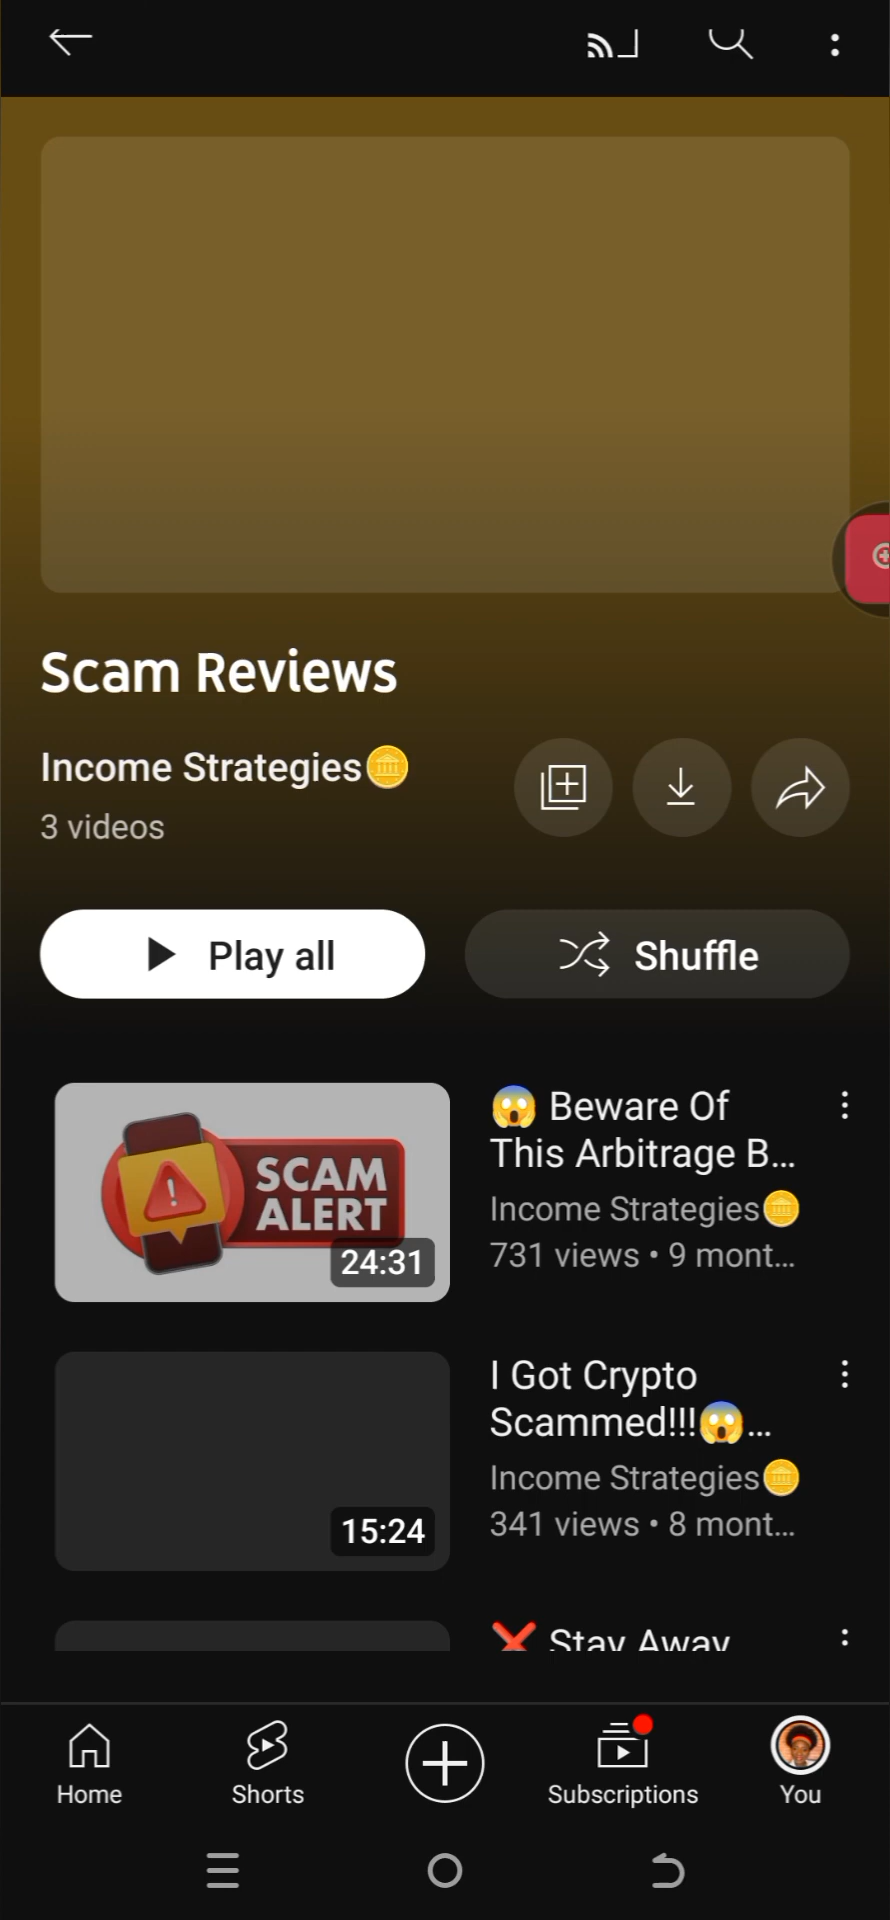 Scam Reviews
Income Strategies🪙
3 videos
Play all
Shuffle
SCAM
ALERT
24:31
😱 Beware Of
This Arbitrage B...
Income Strategies🪙
731 views • 9 mont...
15:24
I Got Crypto
Scammed!!!😱...
Income Strategies🪙
341 views • 8 mont...
❌ Stay Away
Home
Shorts
Subscriptions
You